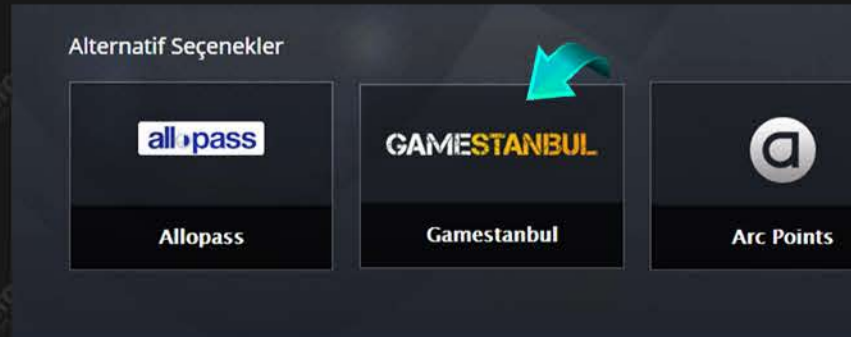 Alternatif Seçenekler
allopass
GAMESTANBUL
a
Allopass
Gamestanbul
Arc Points